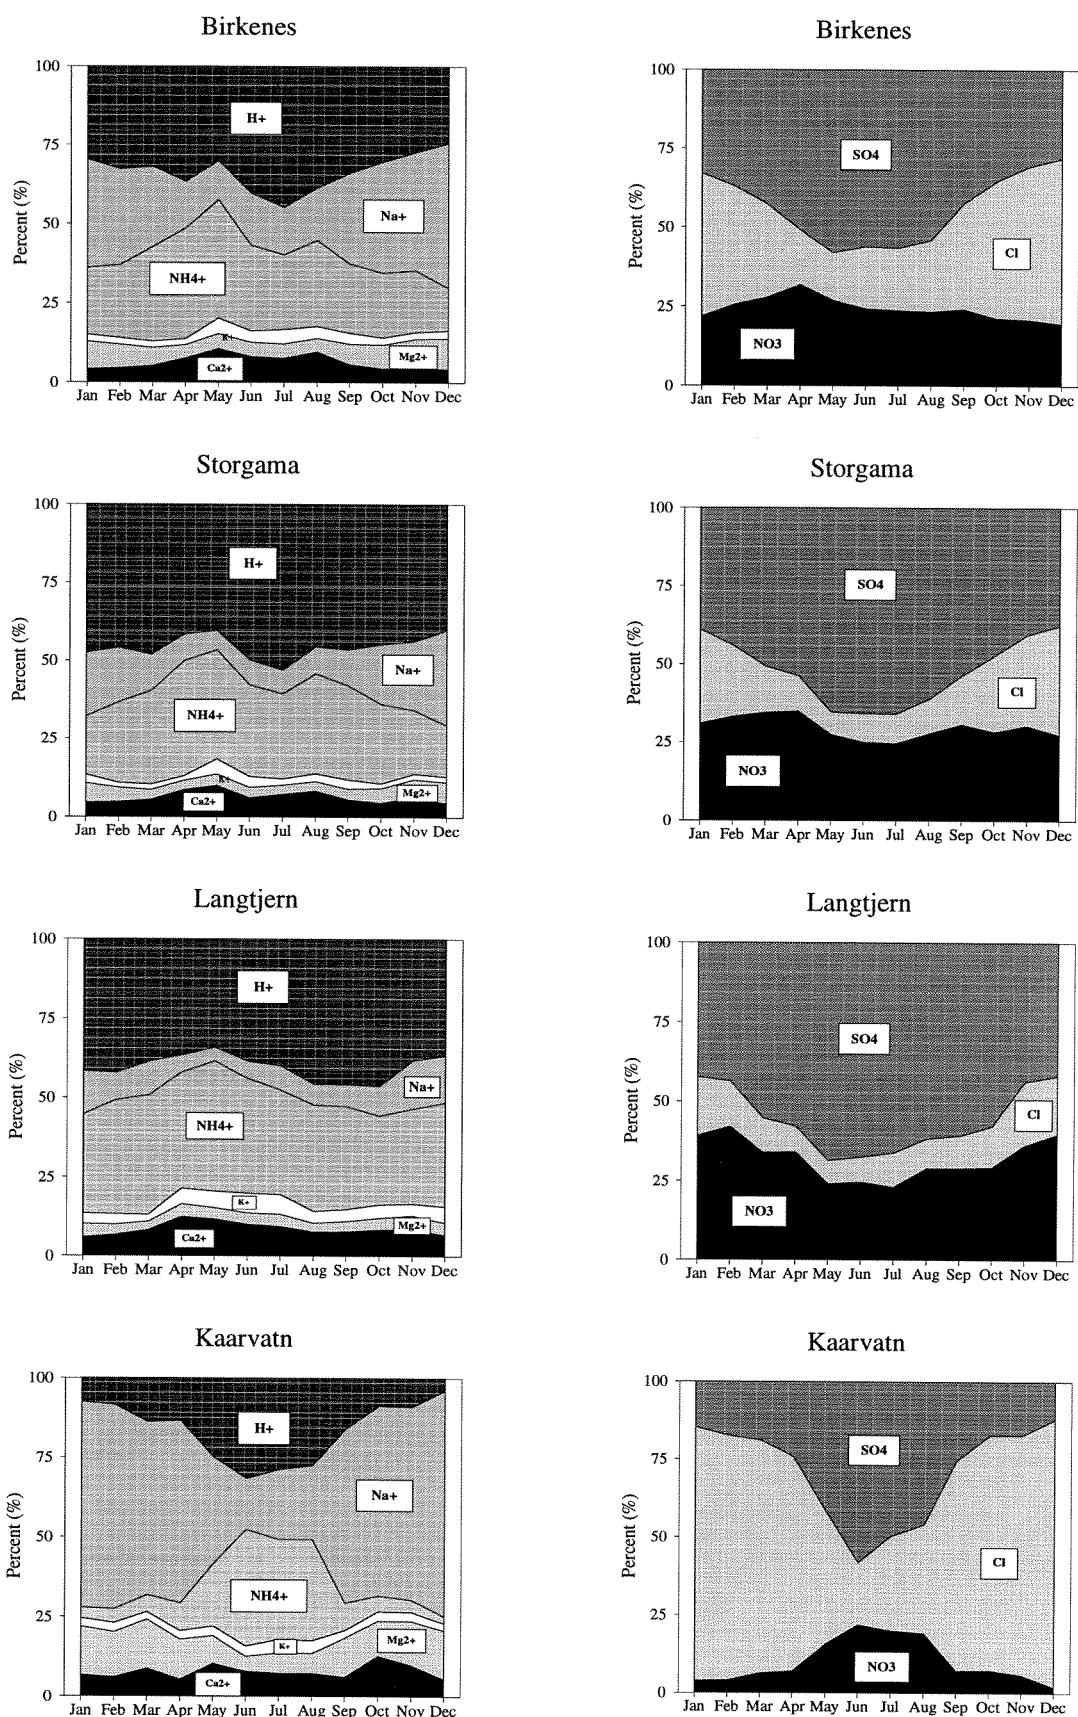 Birkenes
Percent (%)
100
75
50
25
0
H+
Na+
NH4+
K+
Mg2+
Ca2+
Jan Feb Mar Apr May Jun Jul Aug Sep Oct Nov Dec
Birkenes
Percent (%)
100
75
50
25
0
SO4
Cl
NO3
Jan Feb Mar Apr May Jun Jul Aug Sep Oct Nov Dec
Storgama
Percent (%)
100
75
50
25
0
H+
Na+
NH4+
K+
Mg2+
Ca2+
Jan Feb Mar Apr May Jun Jul Aug Sep Oct Nov Dec
Storgama
Percent (%)
100
75
50
25
0
SO4
Cl
NO3
Jan Feb Mar Apr May Jun Jul Aug Sep Oct Nov Dec
Langtjern
Percent (%)
100
75
50
25
0
H+
Na+
NH4+
K+
Mg2+
Ca2+
Jan Feb Mar Apr May Jun Jul Aug Sep Oct Nov Dec
Langtjern
Percent (%)
100
75
50
25
0
SO4
Cl
NO3
Jan Feb Mar Apr May Jun Jul Aug Sep Oct Nov Dec
Kaarvatn
Percent (%)
100
75
50
25
0
H+
Na+
NH4+
K+
Mg2+
Ca2+
Jan Feb Mar Apr May Jun Jul Aug Sep Oct Nov Dec
Kaarvatn
Percent (%)
100
75
50
25
0
SO4
Cl
NO3
Jan Feb Mar Apr May Jun Jul Aug Sep Oct Nov Dec